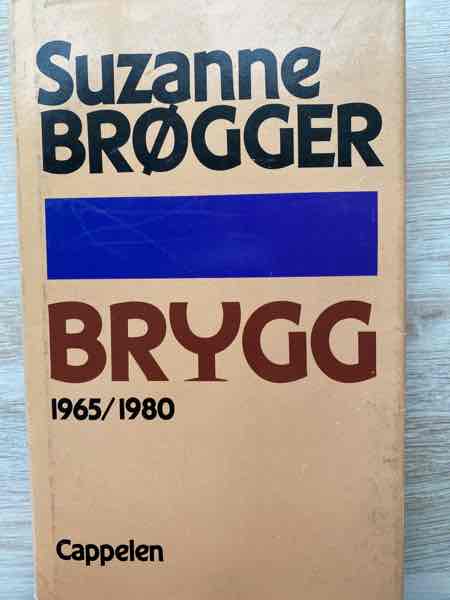 Suzanne
BRØGGER
BRYGG
1965/1980
Cappelen